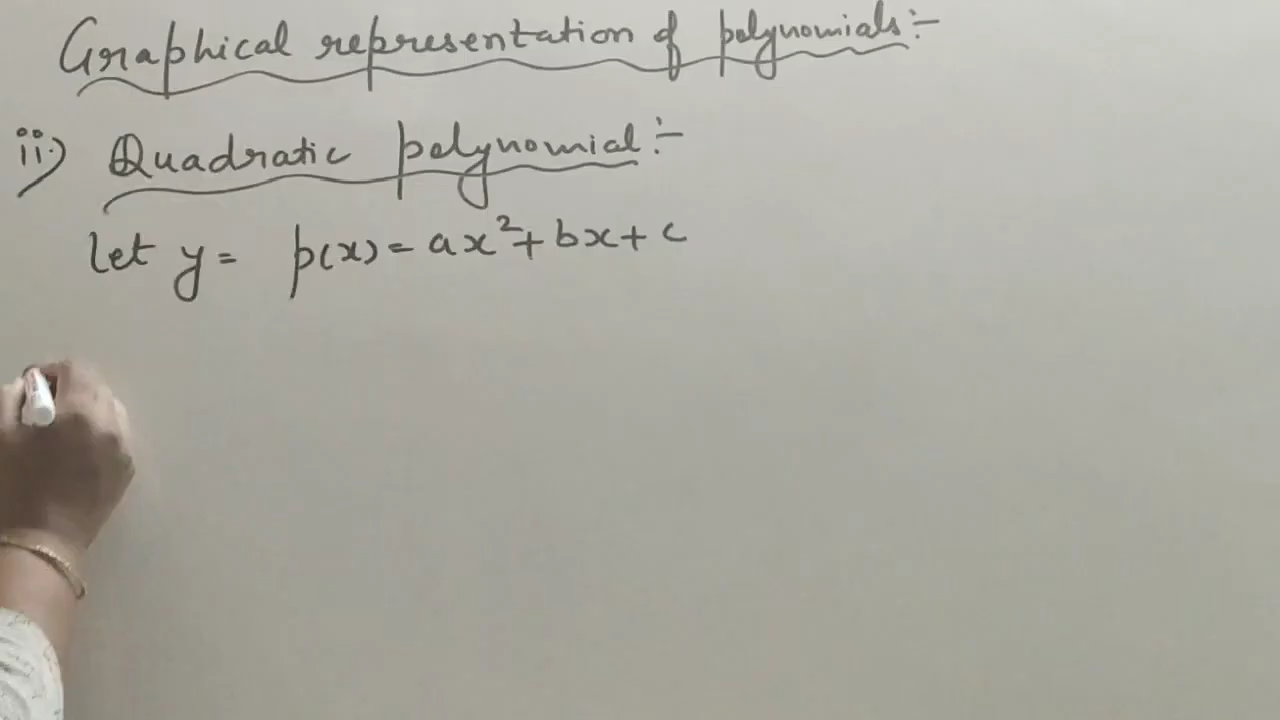 Graphical representation of polynomials:-
ii) Quadratic polynomial:-
let y = p(x) = ax²+bx+c